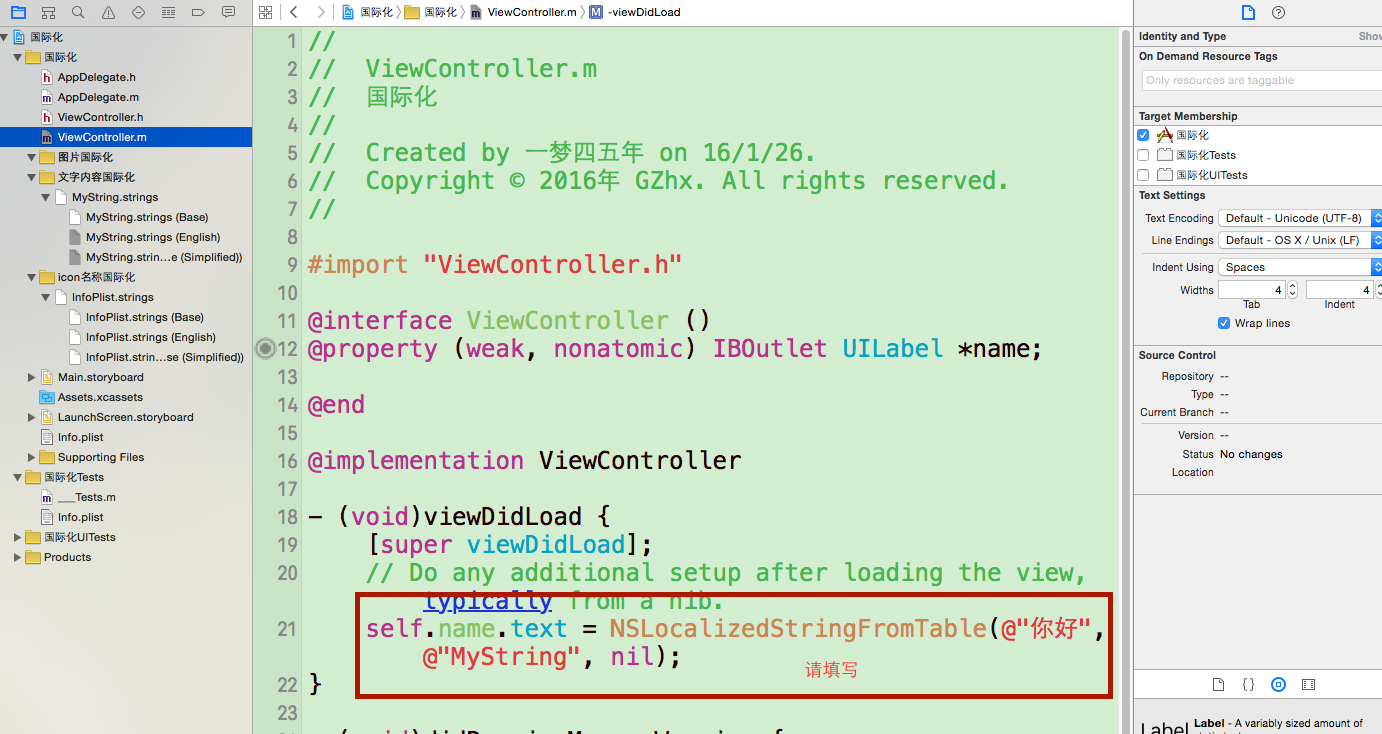 国际化 国际化 ViewController.m -viewDidLoad
国际化
国际化
AppDelegate.h
AppDelegate.m
ViewController.h
ViewController.m
图片国际化
文字内容国际化
MyString.strings
MyString.strings (Base)
MyString.strings (English)
MyString.strin...e (Simplified))
icon名称国际化
InfoPlist.strings
InfoPlist.strings (Base)
InfoPlist.strings (English)
InfoPlist.strin...se (Simplified))
Main.storyboard
Assets.xcassets
LaunchScreen.storyboard
Info.plist
Supporting Files
国际化Tests
___Tests.m
Info.plist
国际化UITests
Products
1 //
2 //  ViewController.m
3 //  国际化
4 //
5 //  Created by 一梦四五年 on 16/1/26.
6 //  Copyright © 2016年 GZhx. All rights reserved.
7 //
8
9 #import "ViewController.h"
10
11 @interface ViewController ()
12 @property (weak, nonatomic) IBOutlet UILabel *name;
13
14 @end
15
16 @implementation ViewController
17
18 - (void)viewDidLoad {
19 [super viewDidLoad];
20 // Do any additional setup after loading the view,
typically from a nib.
21 self.name.text = NSLocalizedStringFromTable(@"你好",
@"MyString", nil);
请填写
22 }
23
Identity and Type Show
On Demand Resource Tags
Only resources are taggable
Target Membership
国际化
国际化Tests
国际化UITests
Text Settings
Text Encoding Default - Unicode (UTF-8)
Line Endings Default - OS X / Unix (LF)
Indent Using Spaces
Widths 4 4
Tab Indent
Wrap lines
Source Control
Repository --
Type --
Current Branch --
Version --
Status No changes
Location
{}
Label
Label - A variably sized amount of